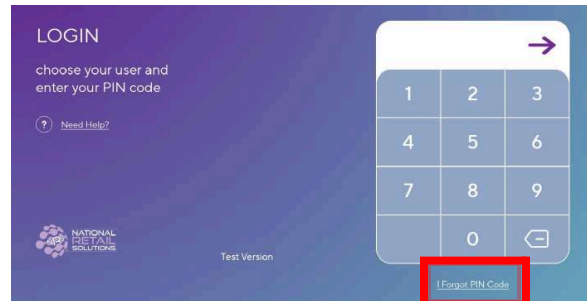 LOGIN
choose your user and
enter your PIN code
? Need Help?
1 2 3
4 5 6
7 8 9
0
NATIONAL
RETAIL
SOLUTIONS
Test Version
I Forgot PIN Code